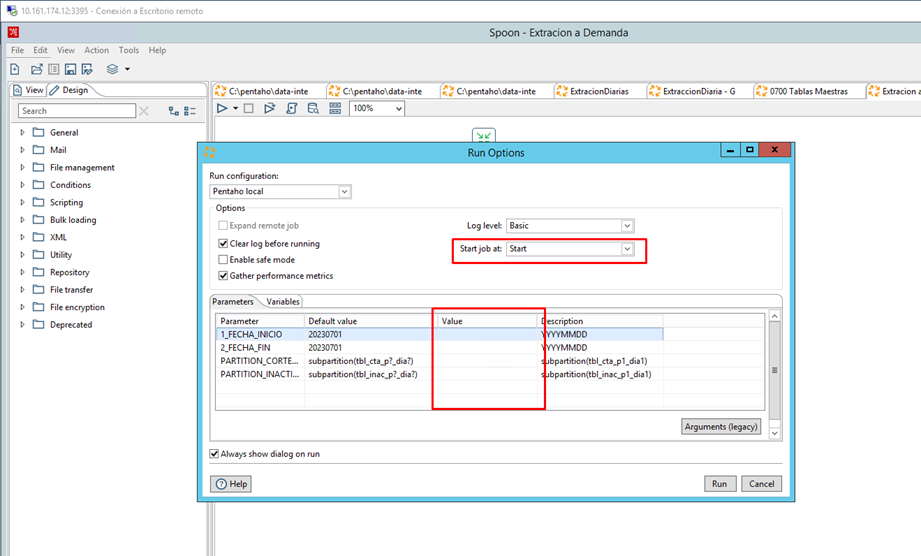 10.161.174.12:3395 - Conexión a Escritorio remoto
Spoon - Extracion a Demanda
File Edit View Action Tools Help
View Design
C:\pentaho\data-inte C:\pentaho\data-inte C:\pentaho\data-inte ExtracionDiarias ExtraccionDiaria - G 0700 Tablas Maestras Extracion a
Search
100%
General
Mail
File management
Conditions
Scripting
Bulk loading
XML
Utility
Repository
File transfer
File encryption
Deprecated
Run Options
Run configuration:
Pentaho local
Options
Expand remote job
Log level: Basic
Clear log before running
Start job at: Start
Enable safe mode
Gather performance metrics
Parameters Variables
Parameter Default value Value Description
1_FECHA_INICIO 20230701 YYYYMMDD
2_FECHA_FIN 20230701 YYYYMMDD
PARTITION_CORTE... subpartition(tbl_cta_p?_dia?) subpartition(tbl_cta_p1_dia1)
PARTITION_INACTI... subpartition(tbl_inac_p?_dia?) subpartition(tbl_inac_p1_dia1)
Arguments (legacy)
Always show dialog on run
Help Run Cancel